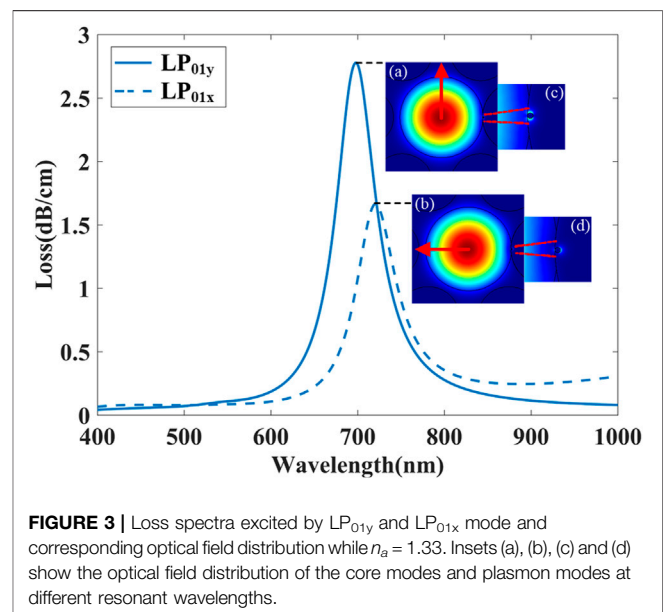 3
2.5
2
1.5
1
0.5
0
Loss(dB/cm)
LP01y
LP01x
(a)
(c)
(b)
(d)
400 500 600 700 800 900 1000
Wavelength(nm)
FIGURE 3 | Loss spectra excited by LP01y and LP01x mode and
corresponding optical field distribution while na = 1.33. Insets (a), (b), (c) and (d)
show the optical field distribution of the core modes and plasmon modes at
different resonant wavelengths.